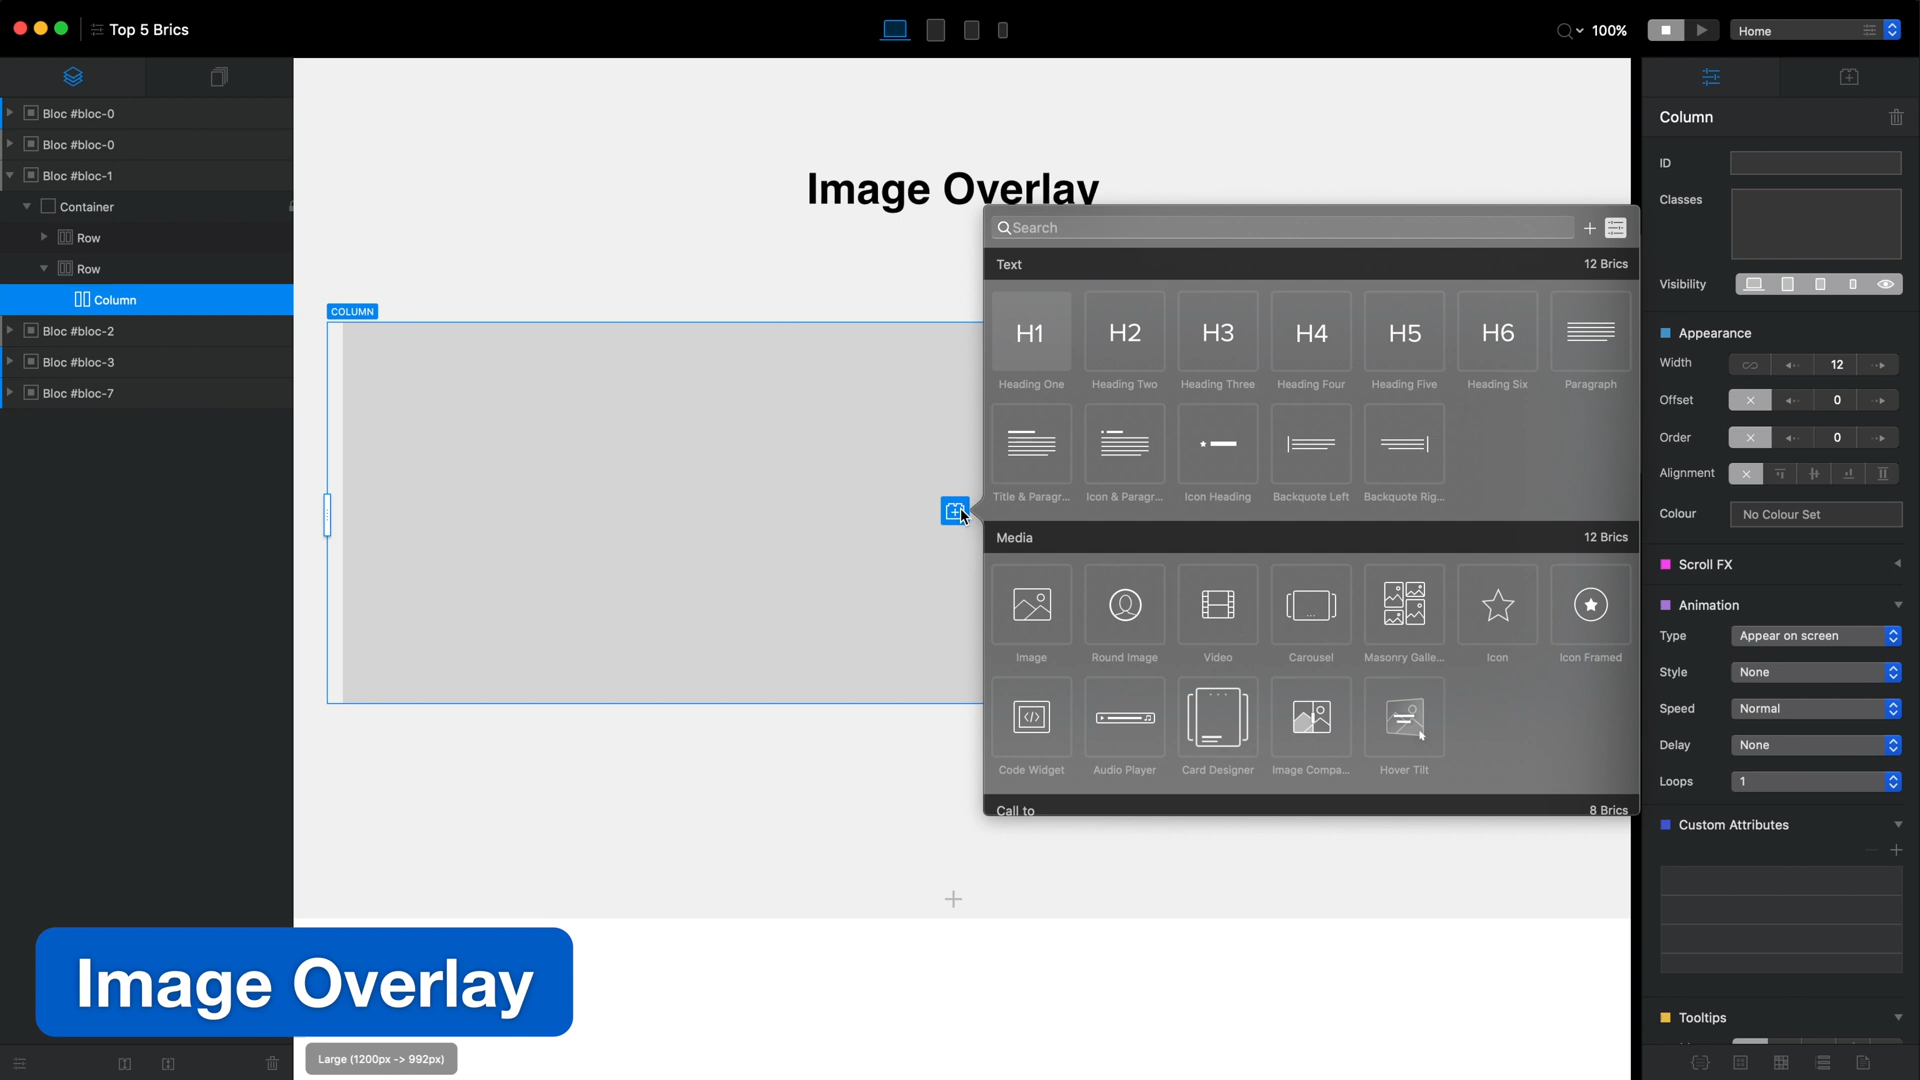 Top 5 Brics
100%
Home
Bloc #bloc-0
Bloc #bloc-0
Bloc #bloc-1
Container
Row
Row
Column
Bloc #bloc-2
Bloc #bloc-3
Bloc #bloc-7
Image Overlay
COLUMN
Search
Text
12 Brics
H1
H2
H3
H4
H5
H6
Heading One
Heading Two
Heading Three
Heading Four
Heading Five
Heading Six
Paragraph
Title & Paragr...
Icon & Paragr...
Icon Heading
Backquote Left
Backquote Rig...
Media
12 Brics
Image
Round Image
Video
Carousel
Masonry Galle...
Icon
Icon Framed
Code Widget
Audio Player
Card Designer
Image Compa...
Hover Tilt
Call to
8 Brics
Column
ID
Classes
Visibility
Appearance
Width
12
Offset
0
Order
0
Alignment
Colour
No Colour Set
Scroll FX
Animation
Type
Appear on screen
Style
None
Speed
Normal
Delay
None
Loops
1
Custom Attributes
Tooltips
Image Overlay
Large (1200px -> 992px)